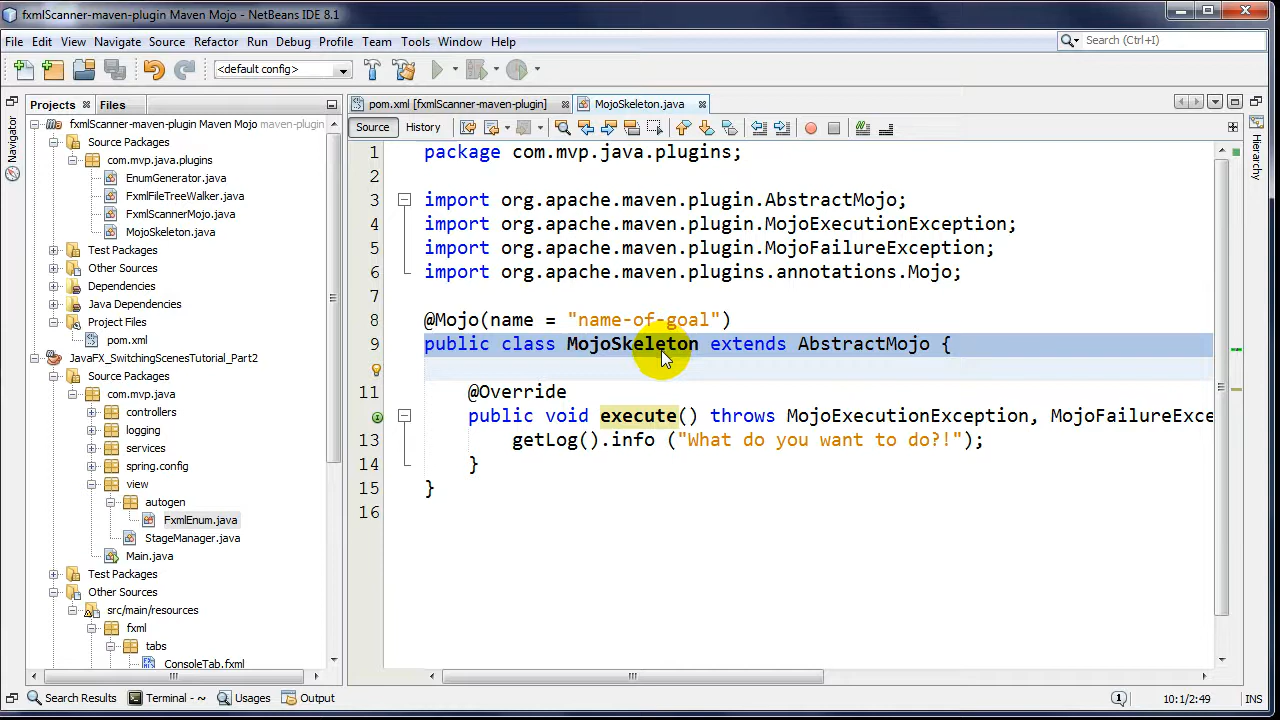 fxmlScanner-maven-plugin Maven Mojo - NetBeans IDE 8.1
File Edit View Navigate Source Refactor Run Debug Profile Team Tools Window Help
Search (Ctrl+I)
<default config>
Projects Files
pom.xml [fxmlScanner-maven-plugin] MojoSkeleton.java
Navigator
Hierarchy
Source History
fxmlScanner-maven-plugin Maven Mojo maven-plugin
Source Packages
com.mvp.java.plugins
EnumGenerator.java
FxmlFileTreeWalker.java
FxmlScannerMojo.java
MojoSkeleton.java
Test Packages
Other Sources
Dependencies
Java Dependencies
Project Files
pom.xml
JavaFX_SwitchingScenesTutorial_Part2
Source Packages
com.mvp.java
controllers
logging
services
spring.config
view
autogen
FxmlEnum.java
StageManager.java
Main.java
Test Packages
Other Sources
src/main/resources
fxml
tabs
ConsoleTab.fxml
1 package com.mvp.java.plugins;
2
3 import org.apache.maven.plugin.AbstractMojo;
4 import org.apache.maven.plugin.MojoExecutionException;
5 import org.apache.maven.plugin.MojoFailureException;
6 import org.apache.maven.plugins.annotations.Mojo;
7
8 @Mojo(name = "name-of-goal")
9 public class MojoSkeleton extends AbstractMojo {
11 @Override
public void execute() throws MojoExecutionException, MojoFailureExce
13 getLog().info ("What do you want to do?!");
14 }
15 }
16
Search Results Terminal - ~ Usages Output
1 10:1/2:49 INS